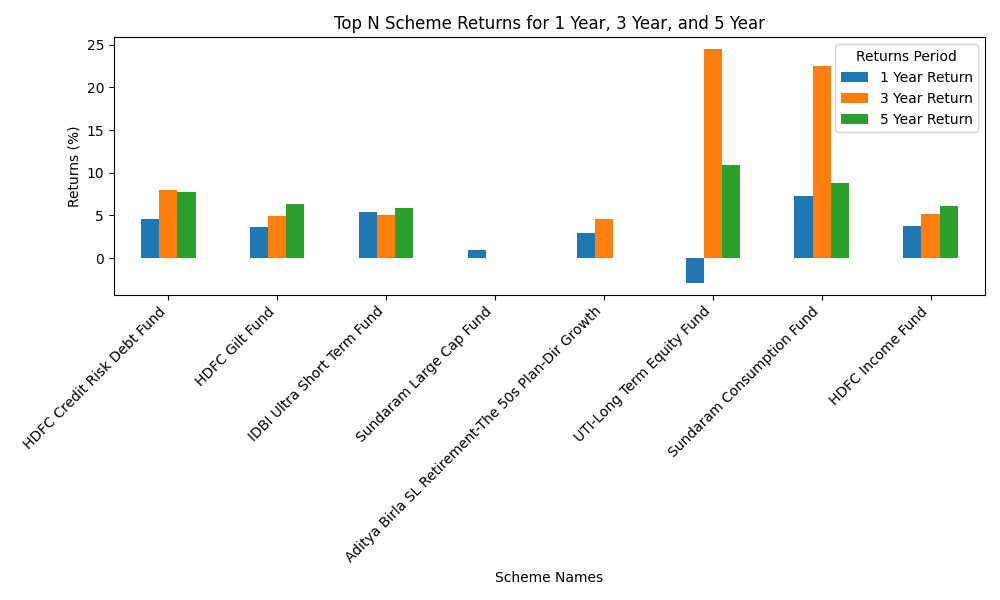 Top N Scheme Returns for 1 Year, 3 Year, and 5 Year
Returns Period
1 Year Return
3 Year Return
5 Year Return
Returns (%)
25
20
15
10
5
0
HDFC Credit Risk Debt Fund
HDFC Gilt Fund
IDBI Ultra Short Term Fund
Sundaram Large Cap Fund
Aditya Birla SL Retirement-The 50s Plan-Dir Growth
UTI-Long Term Equity Fund
Sundaram Consumption Fund
HDFC Income Fund
Scheme Names